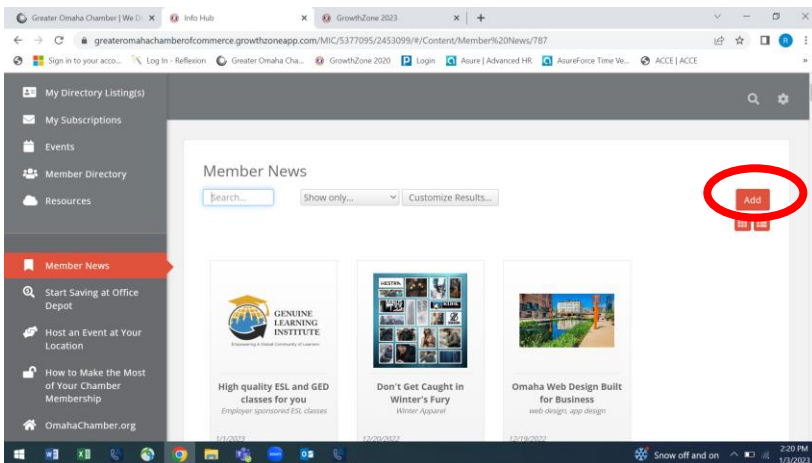 Greater Omaha Chamber | We D
Info Hub
GrowthZone 2023
greateromahachamberofcommerce.growthzoneapp.com/MIC/5377095/2453099/#/Content/Member%20News/787
Sign in to your acco...
Log In - Reflexion
Greater Omaha Cha...
GrowthZone 2020
Login
Asure | Advanced HR
AsureForce Time Ve...
ACCE | ACCE
My Directory Listing(s)
My Subscriptions
Events
Member Directory
Resources
Member News
Start Saving at Office
Depot
Host an Event at Your
Location
How to Make the Most
of Your Chamber
Membership
OmahaChamber.org
Member News
Search...
Show only...
Customize Results...
Add
GENUINE
LEARNING
INSTITUTE
Empowering A Global Community of Learners
High quality ESL and GED
classes for you
Employer sponsored ESL classes
1/1/2023
HESTRA
Don't Get Caught in
Winter's Fury
Winter Apparel
12/20/2022
Omaha Web Design Built
for Business
web design, app design
12/19/2022
Snow off and on
2:20 PM
1/3/2023